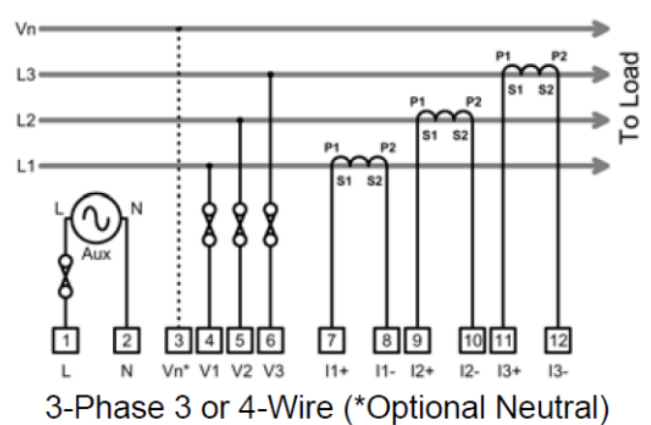 Vn
P1 P2
L3
S1 S2
To Load
P1 P2
L2
S1 S2
P1 P2
L1
S1 S2
L N
Aux
1 2 3 4 5 6 7 8 9 10 11 12
L N Vn* V1 V2 V3 I1+ I1- I2+ I2- I3+ I3-
3-Phase 3 or 4-Wire (*Optional Neutral)